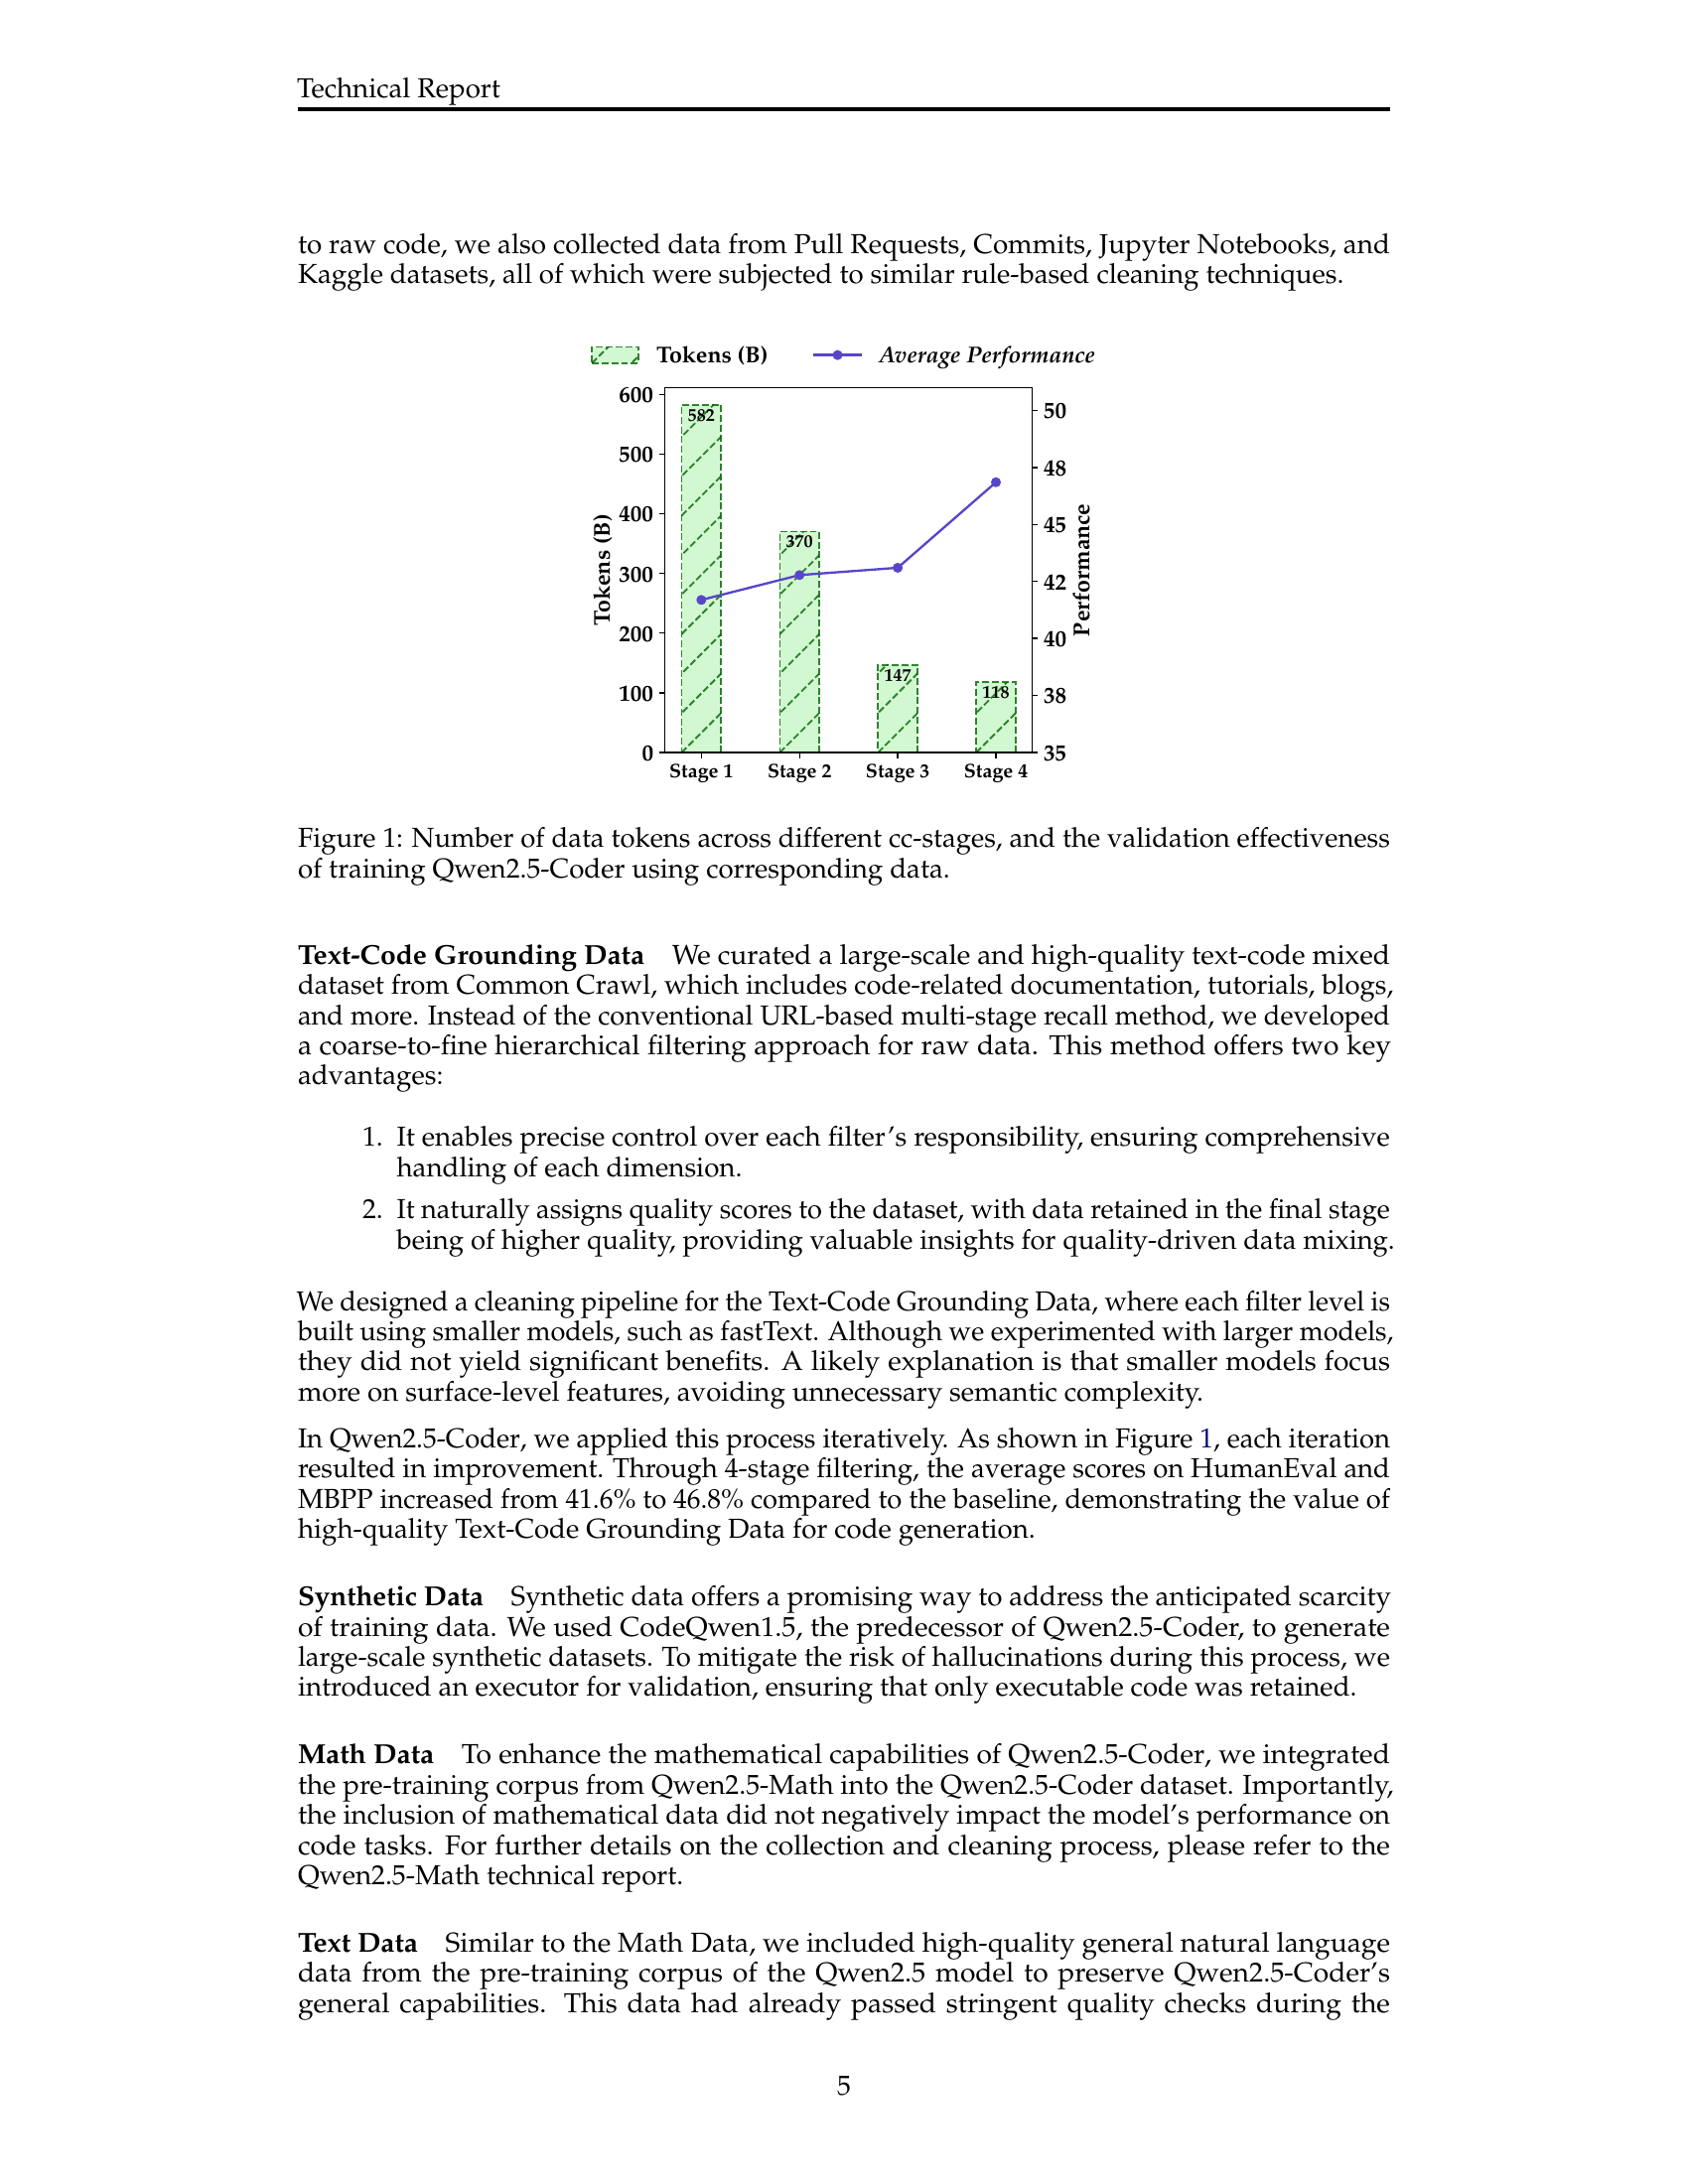 Technical Report
to raw code, we also collected data from Pull Requests, Commits, Jupyter Notebooks, and
Kaggle datasets, all of which were subjected to similar rule-based cleaning techniques.
Tokens (B) Average Performance
600
500
400
300
200
100
0
Tokens (B)
582
370
147
118
50
48
45
42
40
38
35
Performance
Stage 1 Stage 2 Stage 3 Stage 4
Figure 1: Number of data tokens across different cc-stages, and the validation effectiveness
of training Qwen2.5-Coder using corresponding data.
Text-Code Grounding Data We curated a large-scale and high-quality text-code mixed
dataset from Common Crawl, which includes code-related documentation, tutorials, blogs,
and more. Instead of the conventional URL-based multi-stage recall method, we developed
a coarse-to-fine hierarchical filtering approach for raw data. This method offers two key
advantages:
1. It enables precise control over each filter's responsibility, ensuring comprehensive
handling of each dimension.
2. It naturally assigns quality scores to the dataset, with data retained in the final stage
being of higher quality, providing valuable insights for quality-driven data mixing.
We designed a cleaning pipeline for the Text-Code Grounding Data, where each filter level is
built using smaller models, such as fastText. Although we experimented with larger models,
they did not yield significant benefits. A likely explanation is that smaller models focus
more on surface-level features, avoiding unnecessary semantic complexity.
In Qwen2.5-Coder, we applied this process iteratively. As shown in Figure 1, each iteration
resulted in improvement. Through 4-stage filtering, the average scores on HumanEval and
MBPP increased from 41.6% to 46.8% compared to the baseline, demonstrating the value of
high-quality Text-Code Grounding Data for code generation.
Synthetic Data Synthetic data offers a promising way to address the anticipated scarcity
of training data. We used CodeQwen1.5, the predecessor of Qwen2.5-Coder, to generate
large-scale synthetic datasets. To mitigate the risk of hallucinations during this process, we
introduced an executor for validation, ensuring that only executable code was retained.
Math Data To enhance the mathematical capabilities of Qwen2.5-Coder, we integrated
the pre-training corpus from Qwen2.5-Math into the Qwen2.5-Coder dataset. Importantly,
the inclusion of mathematical data did not negatively impact the model's performance on
code tasks. For further details on the collection and cleaning process, please refer to the
Qwen2.5-Math technical report.
Text Data Similar to the Math Data, we included high-quality general natural language
data from the pre-training corpus of the Qwen2.5 model to preserve Qwen2.5-Coder's
general capabilities. This data had already passed stringent quality checks during the
5